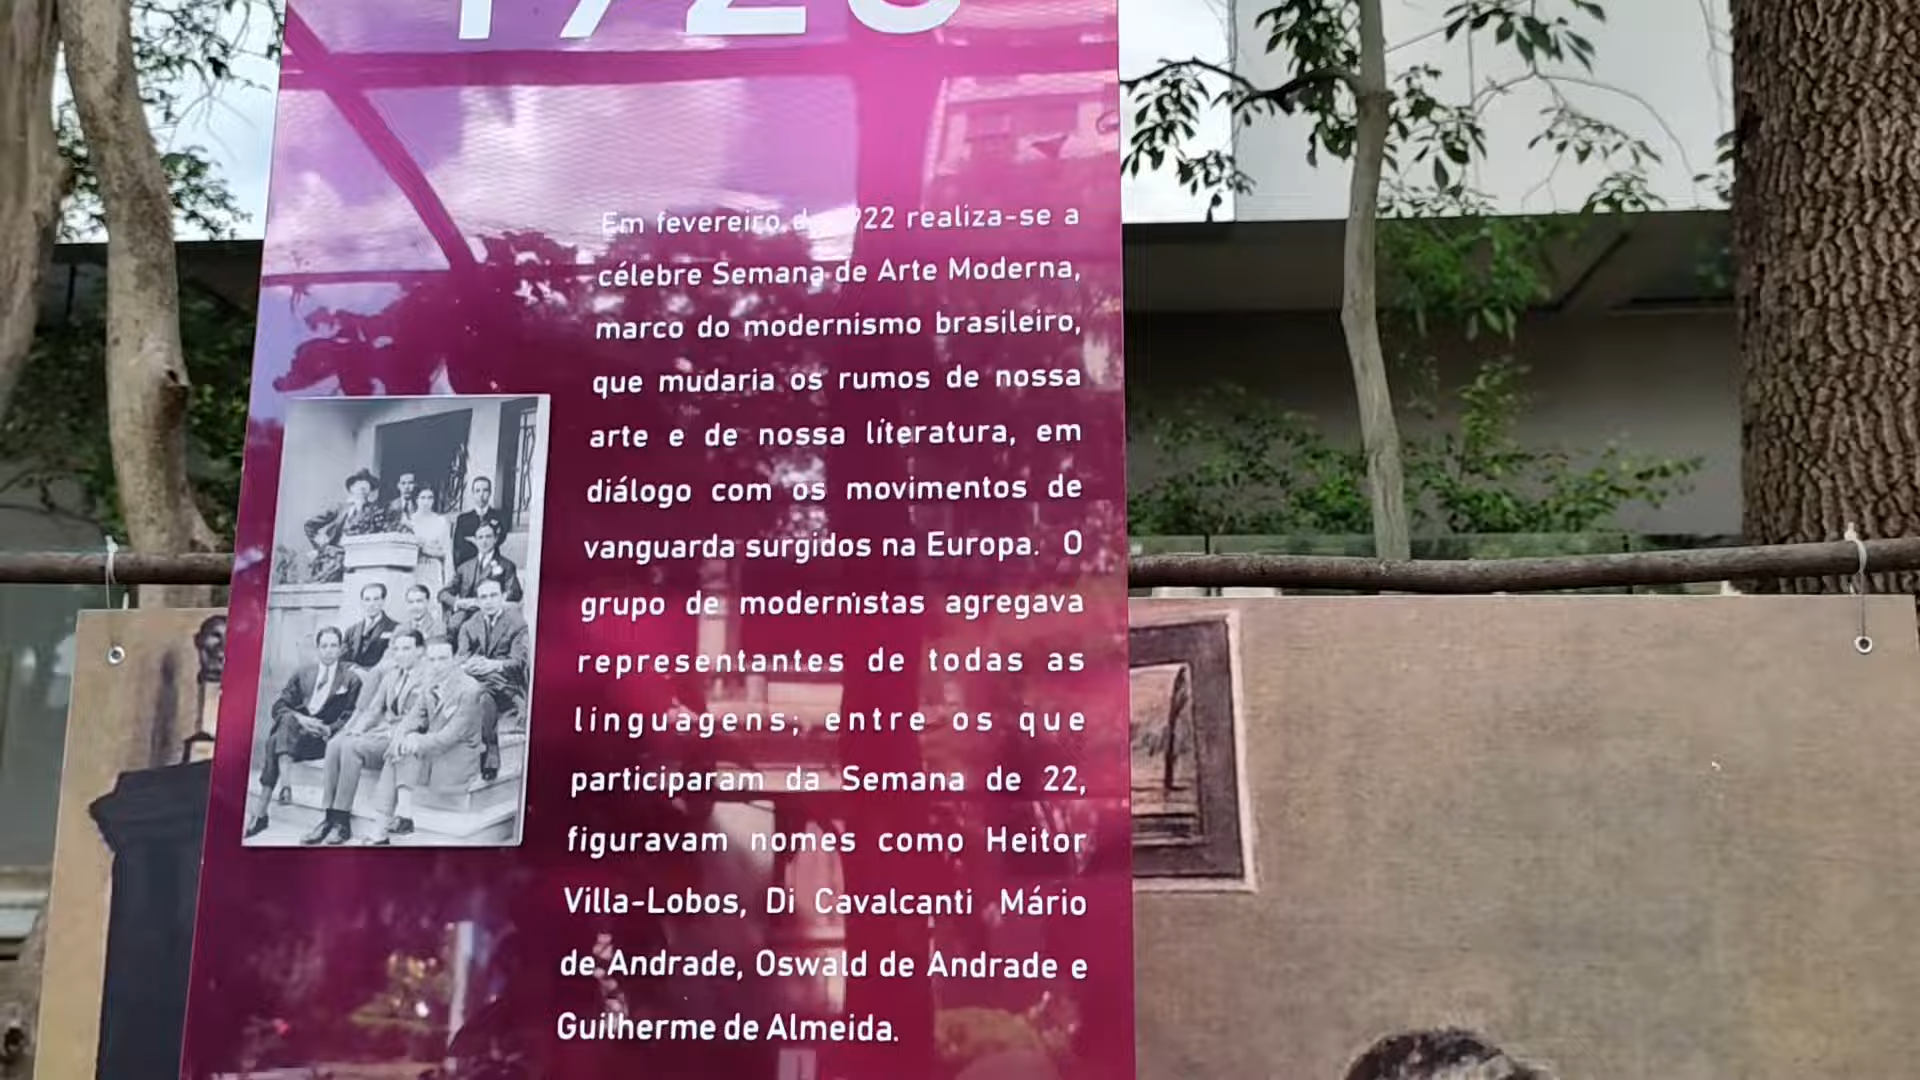 Em fevereiro de 1922 realiza-se a
célebre Semana de Arte Moderna,
marco do modernismo brasileiro,
que mudaria os rumos de nossa
arte e de nossa literatura, em
diálogo com os movimentos de
vanguarda surgidos na Europa. O
grupo de modernistas agregava
representantes de todas as
linguagens; entre os que
participaram da Semana de 22,
figuravam nomes como Heitor
Villa-Lobos, Di Cavalcanti Mário
de Andrade, Oswald de Andrade e
Guilherme de Almeida.